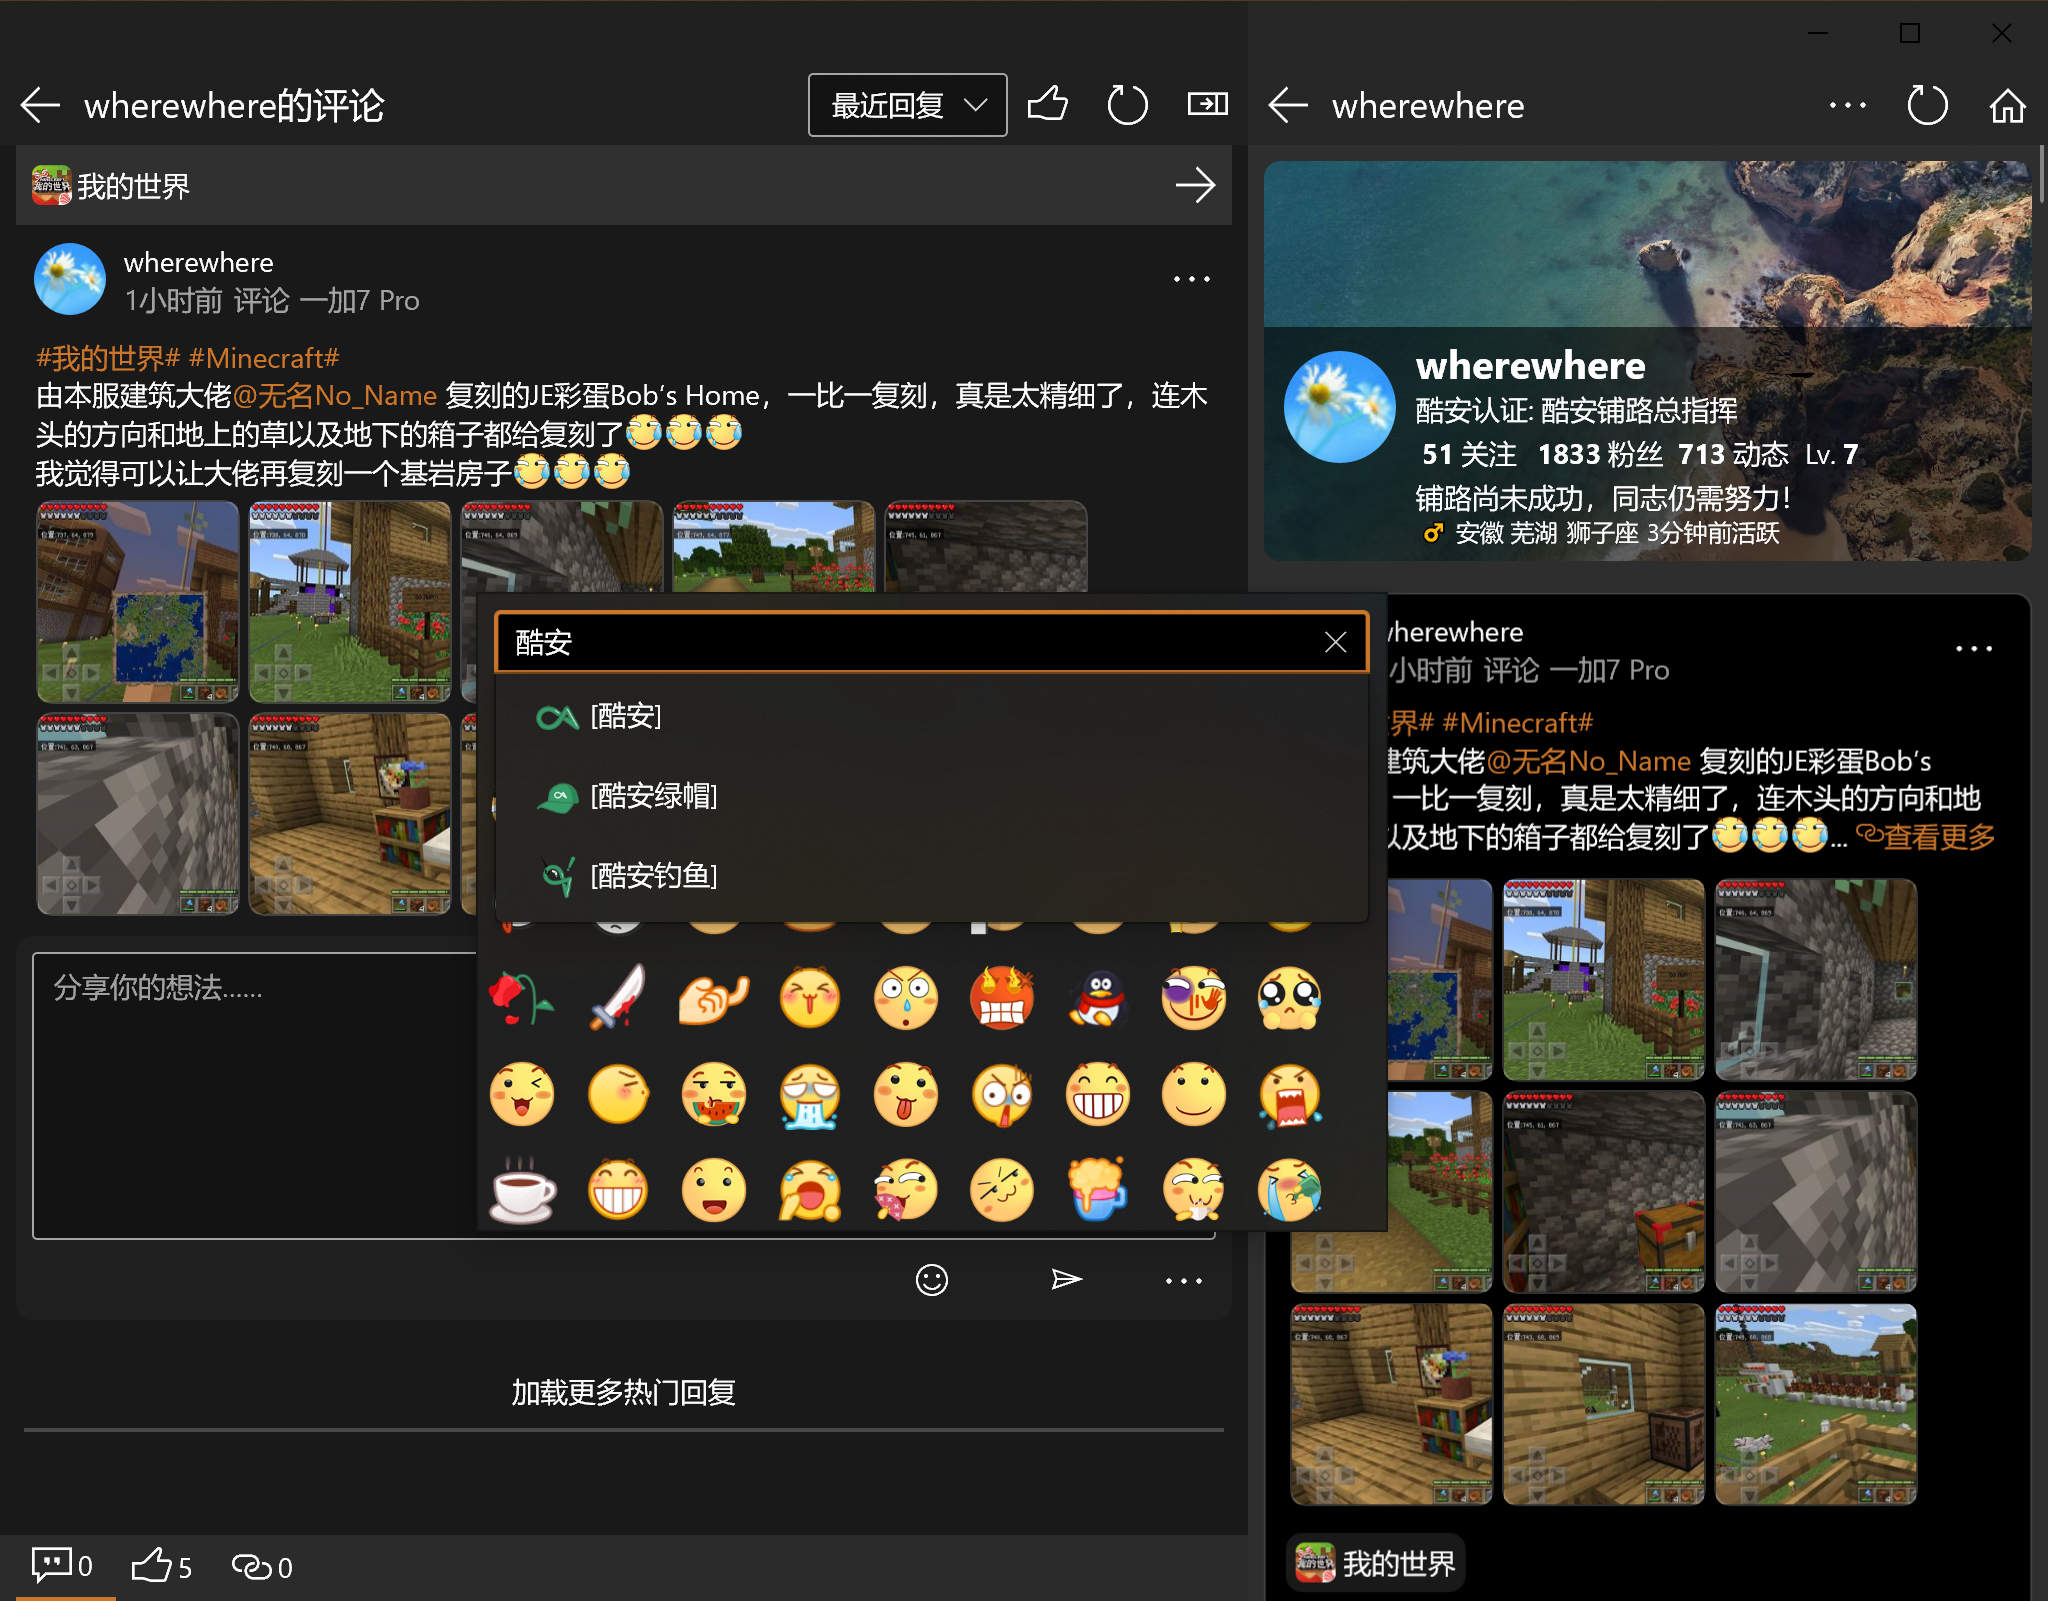 wherewhere的评论
最近回复
我的世界
wherewhere
1小时前 评论 一加7 Pro
#我的世界# #Minecraft#
由本服建筑大佬@无名No_Name 复刻的JE彩蛋Bob's Home，一比一复刻，真是太精细了，连木
头的方向和地上的草以及地下的箱子都给复刻了
我觉得可以让大佬再复刻一个基岩房子
酷安
[酷安]
[酷安绿帽]
[酷安钓鱼]
分享你的想法......
加载更多热门回复
0
5
0
wherewhere
wherewhere
酷安认证: 酷安铺路总指挥
51 关注 1833 粉丝 713 动态 Lv. 7
铺路尚未成功，同志仍需努力！
♂ 安徽 芜湖 狮子座 3分钟前活跃
herewhere
小时前 评论 一加7 Pro
界# #Minecraft#
筑大佬@无名No_Name 复刻的JE彩蛋Bob's
一比一复刻，真是太精细了，连木头的方向和地
以及地下的箱子都给复刻了... 查看更多
我的世界